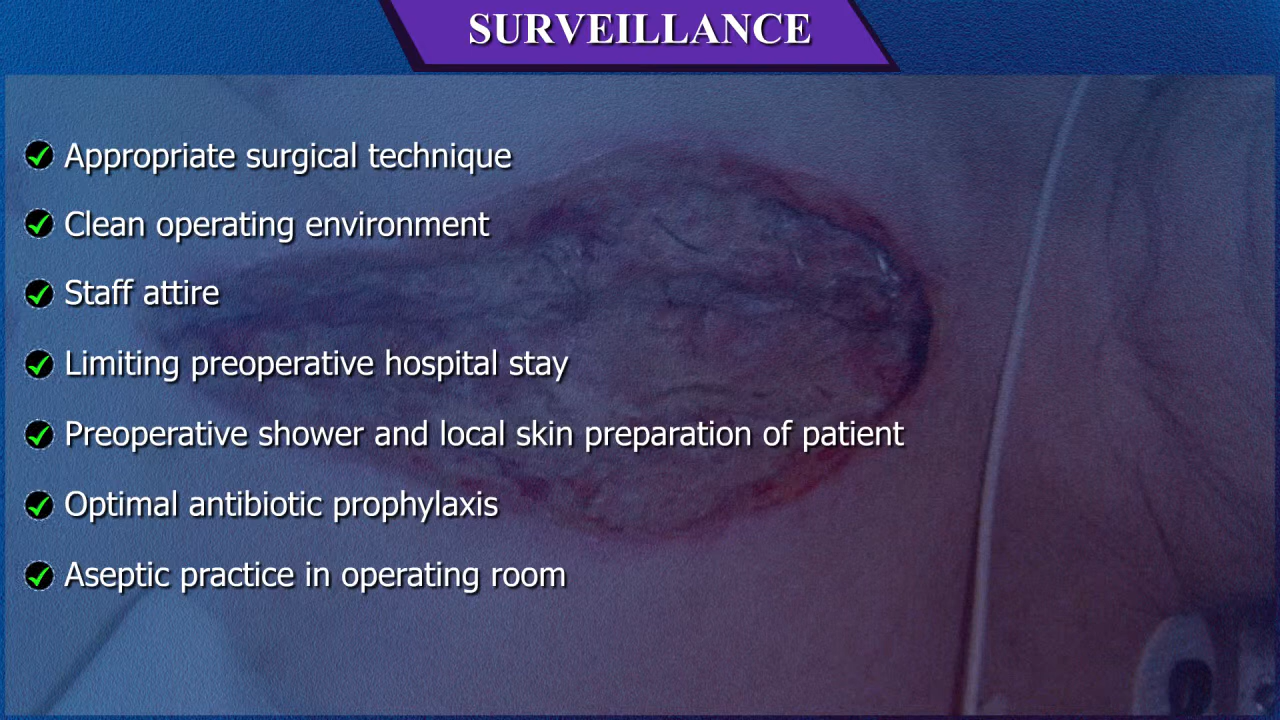 SURVEILLANCE
Appropriate surgical technique
Clean operating environment
Staff attire
Limiting preoperative hospital stay
Preoperative shower and local skin preparation of patient
Optimal antibiotic prophylaxis
Aseptic practice in operating room